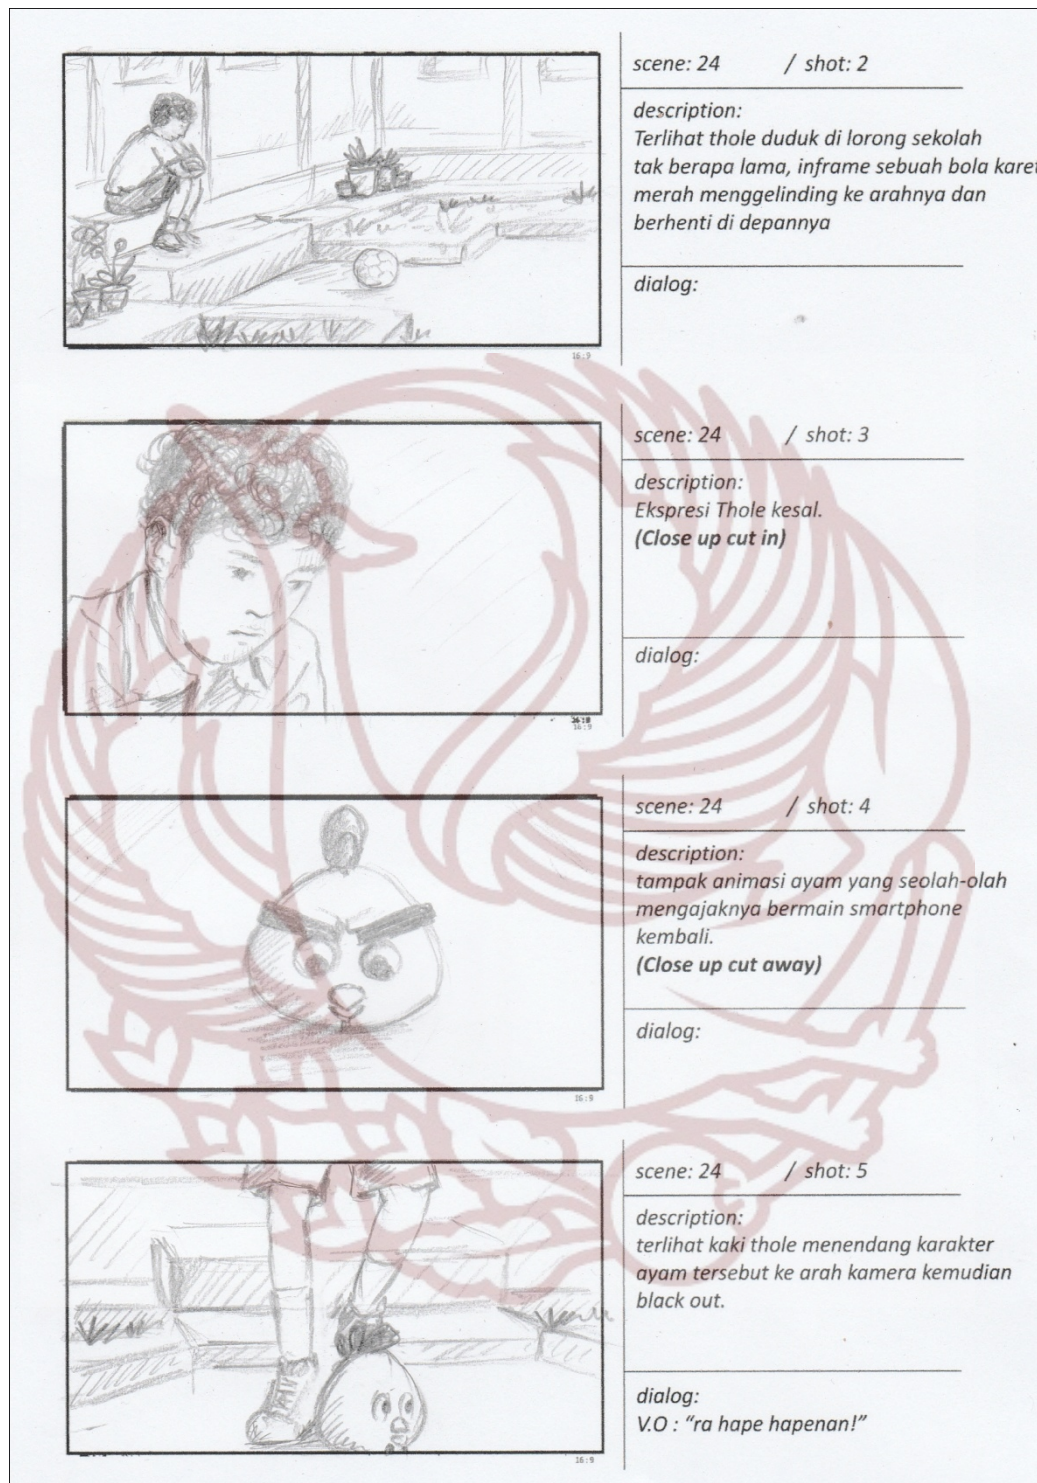 scene: 24 / shot: 2
description:
Terlihat thole duduk di lorong sekolah
tak berapa lama, inframe sebuah bola karet
merah menggelinding ke arahnya dan
berhenti di depannya
dialog:
16:9
scene: 24 / shot: 3
description:
Ekspresi Thole kesal.
(Close up cut in)
dialog:
16:9
scene: 24 / shot: 4
description:
tampak animasi ayam yang seolah-olah
mengajaknya bermain smartphone
kembali.
(Close up cut away)
dialog:
16:9
scene: 24 / shot: 5
description:
terlihat kaki thole menendang karakter
ayam tersebut ke arah kamera kemudian
black out.
dialog:
V.O : “ra hape hapenan!”
16:9